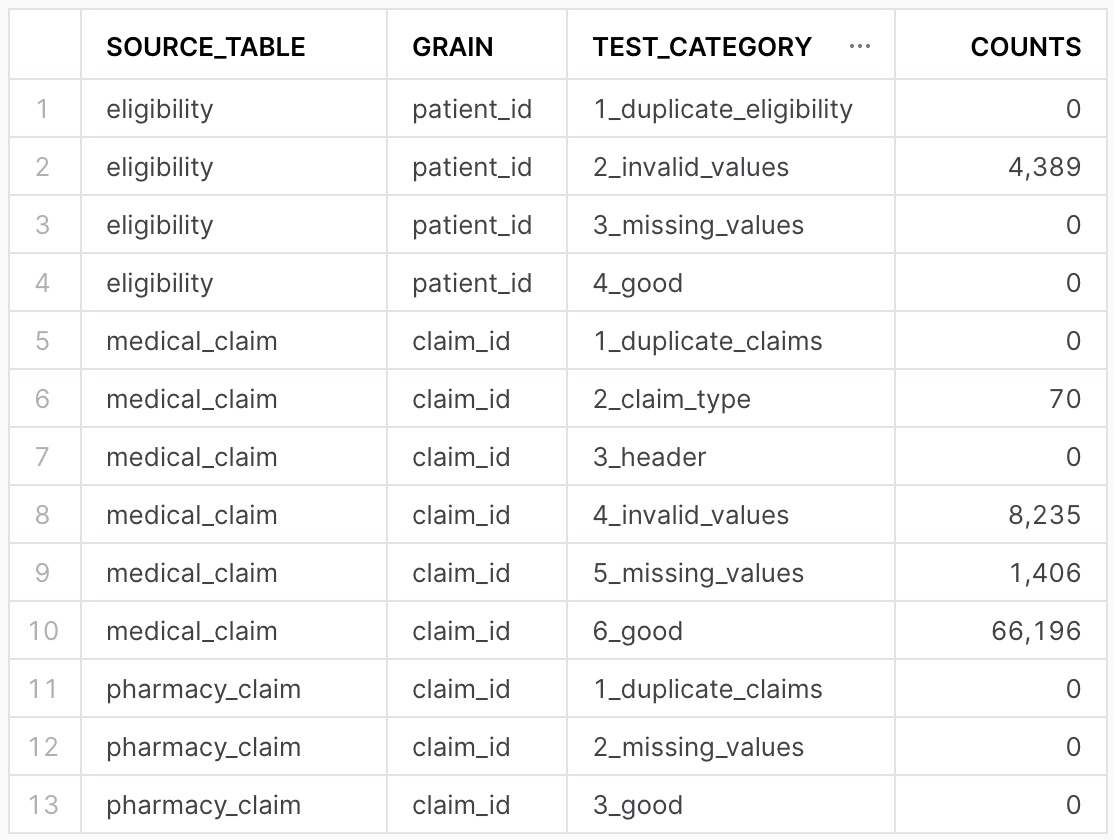 SOURCE_TABLE GRAIN TEST_CATEGORY ... COUNTS
1 eligibility patient_id 1_duplicate_eligibility 0
2 eligibility patient_id 2_invalid_values 4,389
3 eligibility patient_id 3_missing_values 0
4 eligibility patient_id 4_good 0
5 medical_claim claim_id 1_duplicate_claims 0
6 medical_claim claim_id 2_claim_type 70
7 medical_claim claim_id 3_header 0
8 medical_claim claim_id 4_invalid_values 8,235
9 medical_claim claim_id 5_missing_values 1,406
10 medical_claim claim_id 6_good 66,196
11 pharmacy_claim claim_id 1_duplicate_claims 0
12 pharmacy_claim claim_id 2_missing_values 0
13 pharmacy_claim claim_id 3_good 0